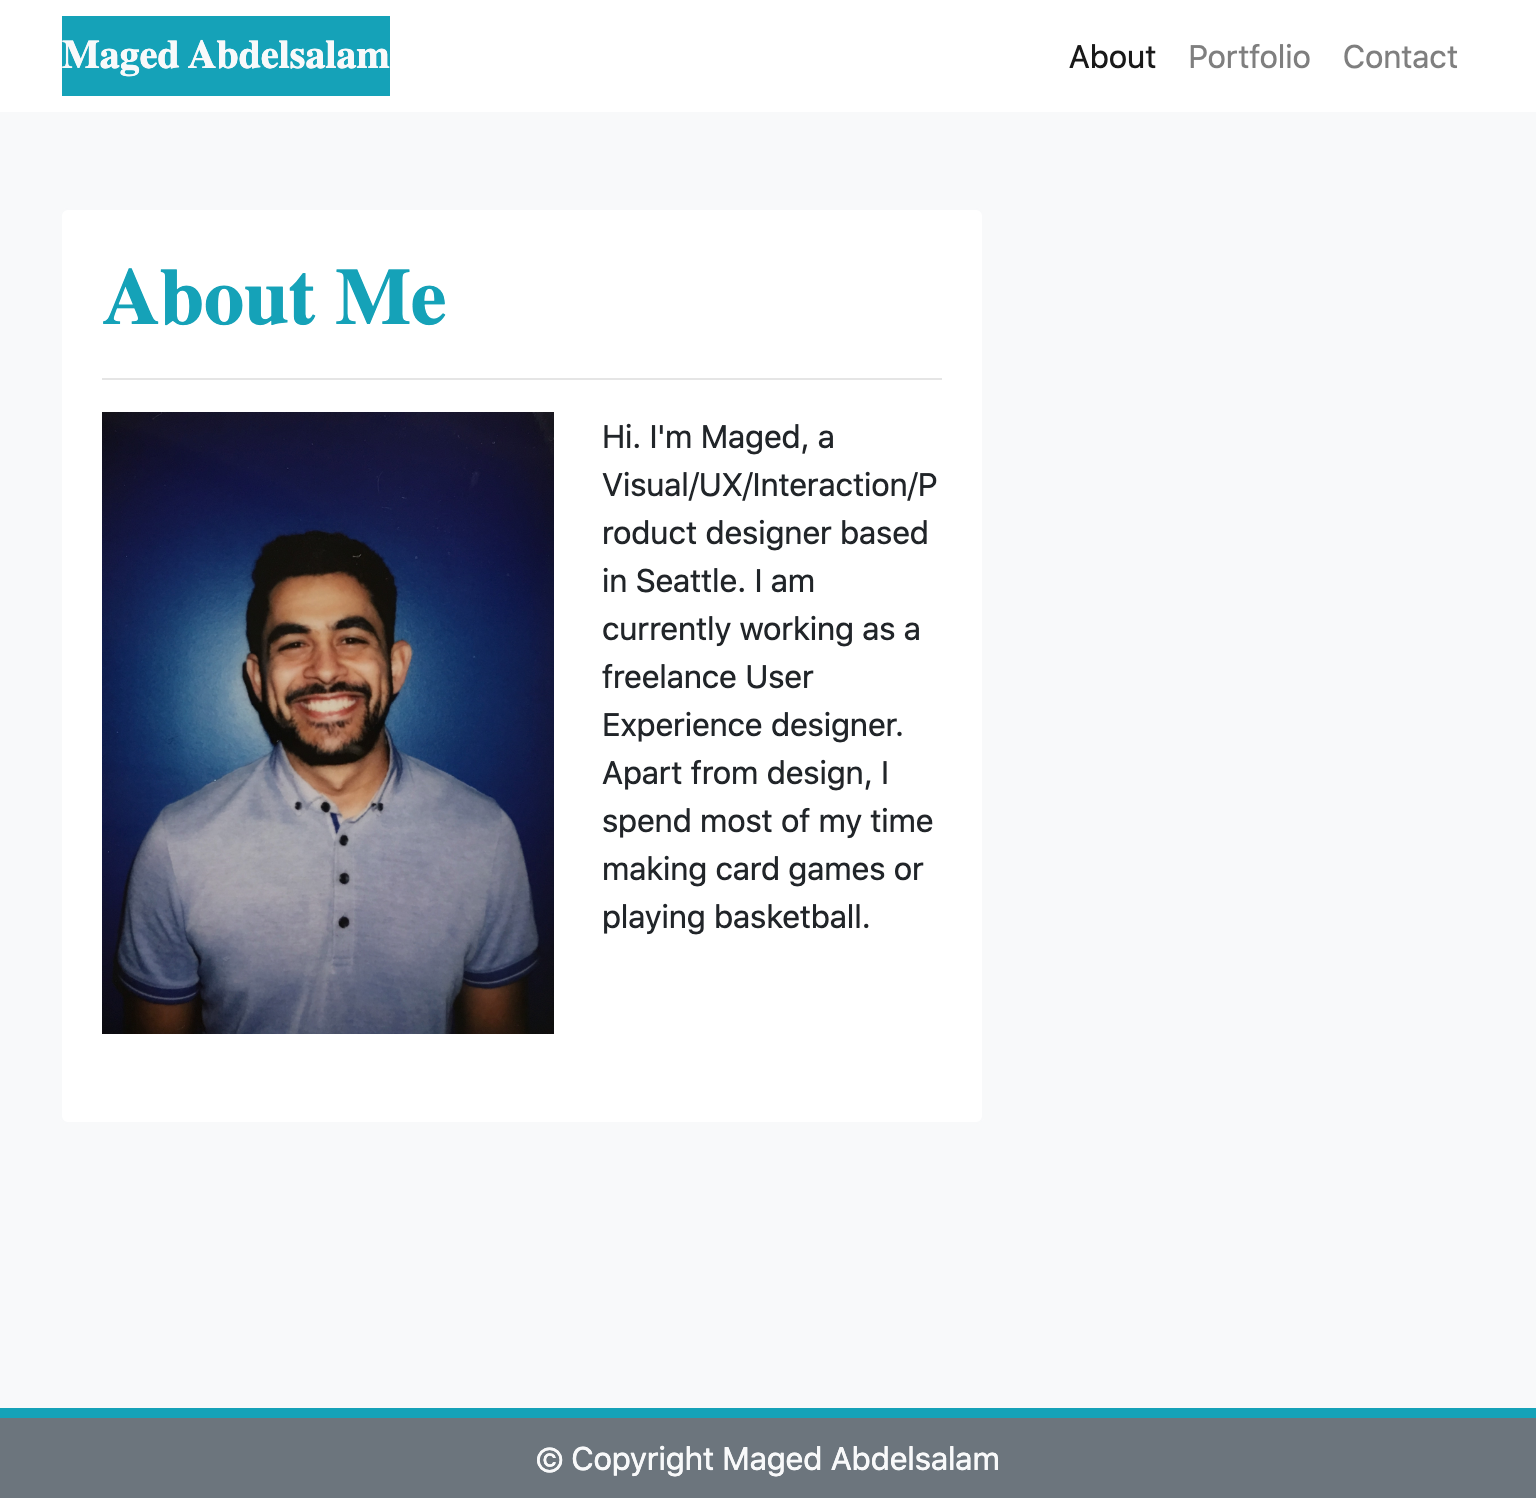 Maged Abdelsalam
About Portfolio Contact
About Me
Hi. I'm Maged, a
Visual/UX/Interaction/P
roduct designer based
in Seattle. I am
currently working as a
freelance User
Experience designer.
Apart from design, I
spend most of my time
making card games or
playing basketball.
© Copyright Maged Abdelsalam